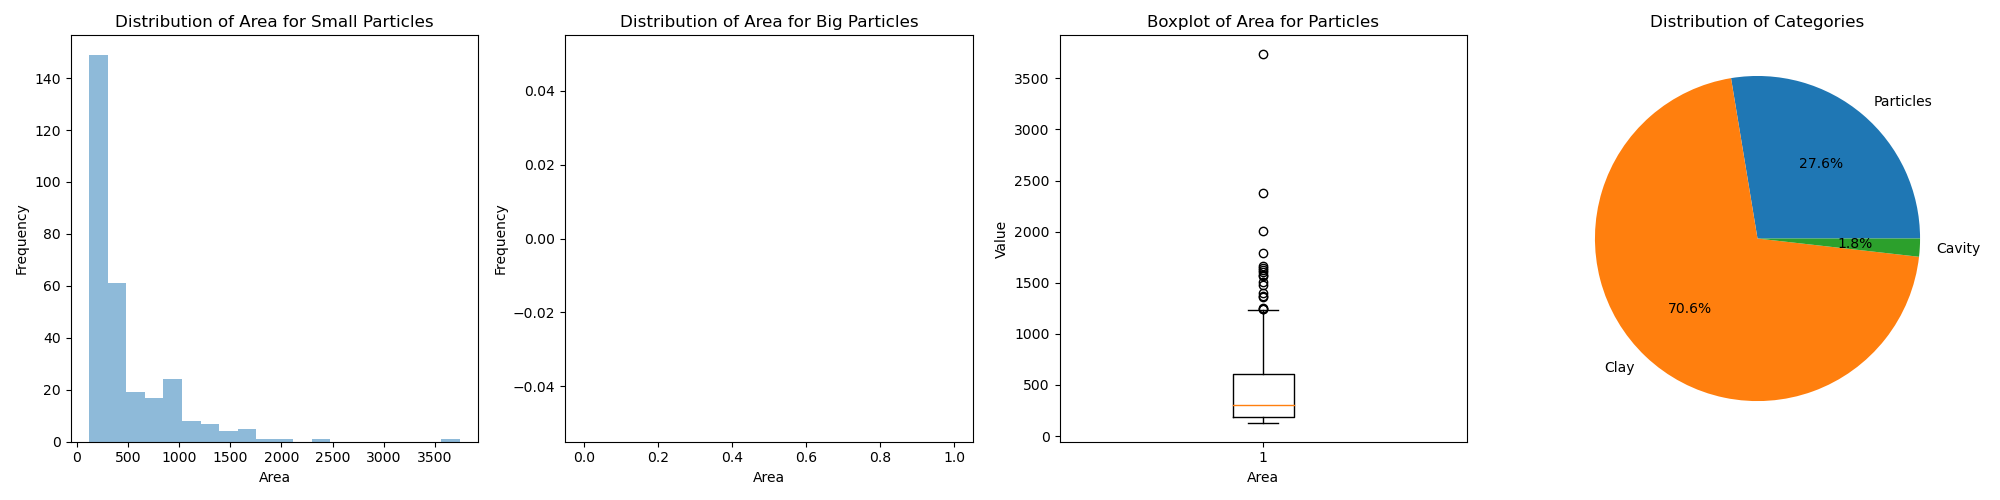 Distribution of Area for Small Particles
Frequency
140
120
100
80
60
40
20
0
0 500 1000 1500 2000 2500 3000 3500
Area
Distribution of Area for Big Particles
Frequency
0.04
0.02
0.00
−0.02
−0.04
0.0 0.2 0.4 0.6 0.8 1.0
Area
Boxplot of Area for Particles
Value
3500
3000
2500
2000
1500
1000
500
0
1
Area
Distribution of Categories
Particles
27.6%
1.8%
Cavity
70.6%
Clay